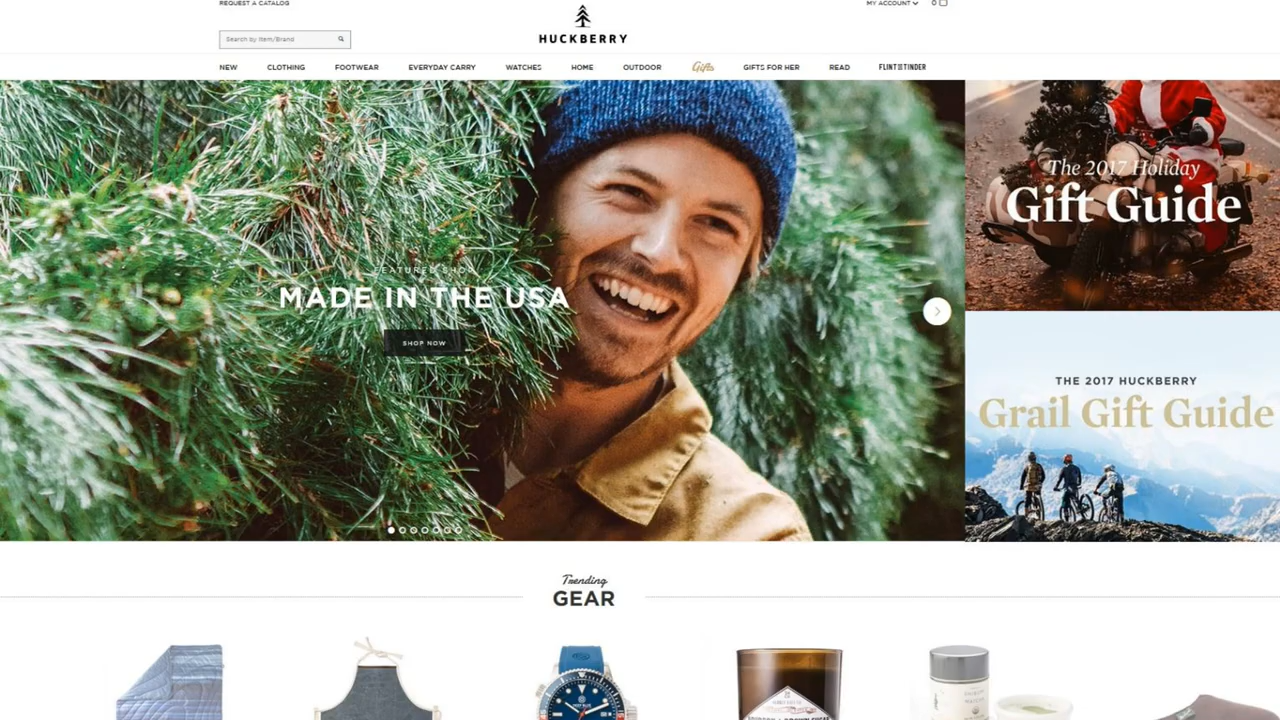 REQUEST A CATALOG
MY ACCOUNT
0
Search by Item/Brand
HUCKBERRY
NEW
CLOTHING
FOOTWEAR
EVERYDAY CARRY
WATCHES
HOME
OUTDOOR
Gifts
GIFTS FOR HER
READ
FLINT AND TINDER
FEATURED SHOP
MADE IN THE USA
SHOP NOW
The 2017 Holiday
Gift Guide
THE 2017 HUCKBERRY
Grail Gift Guide
Trending
GEAR